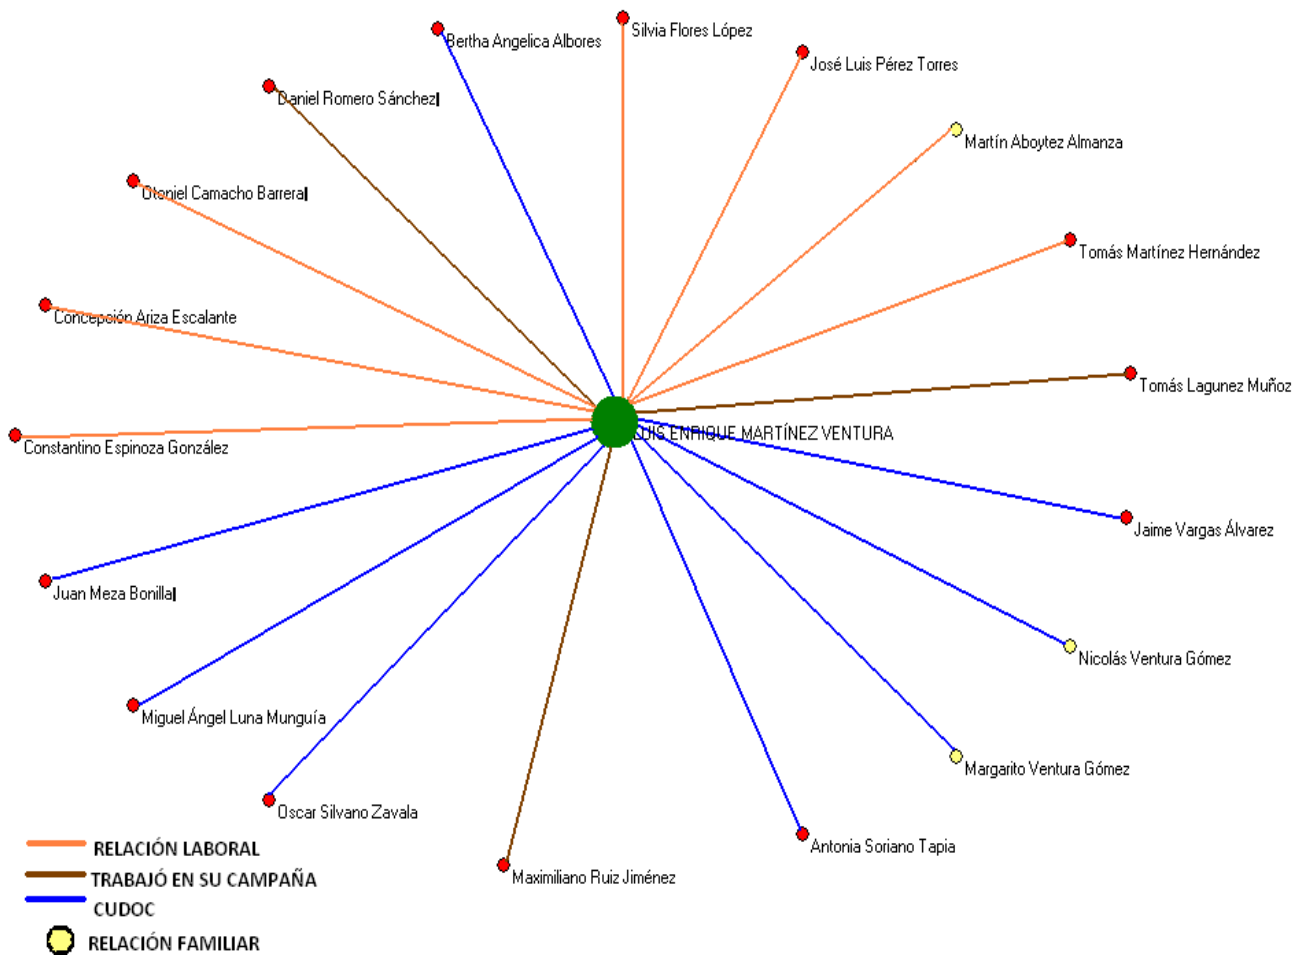 Silvia Flores López
Bertha Angelica Albores
José Luis Pérez Torres
Daniel Romero Sánchez
Martín Aboytez Almanza
Otoniel Camacho Barrera
Tomás Martínez Hernández
Concepción Ariza Escalante
Tomás Lagunez Muñoz
LUIS ENRIQUE MARTÍNEZ VENTURA
Constantino Espinoza González
Jaime Vargas Álvarez
Juan Meza Bonilla
Nicolás Ventura Gómez
Miguel Ángel Luna Munguía
Margarito Ventura Gómez
Oscar Silvano Zavala
Antonia Soriano Tapia
Maximiliano Ruiz Jiménez
RELACIÓN LABORAL
TRABAJÓ EN SU CAMPAÑA
CUDOC
RELACIÓN FAMILIAR